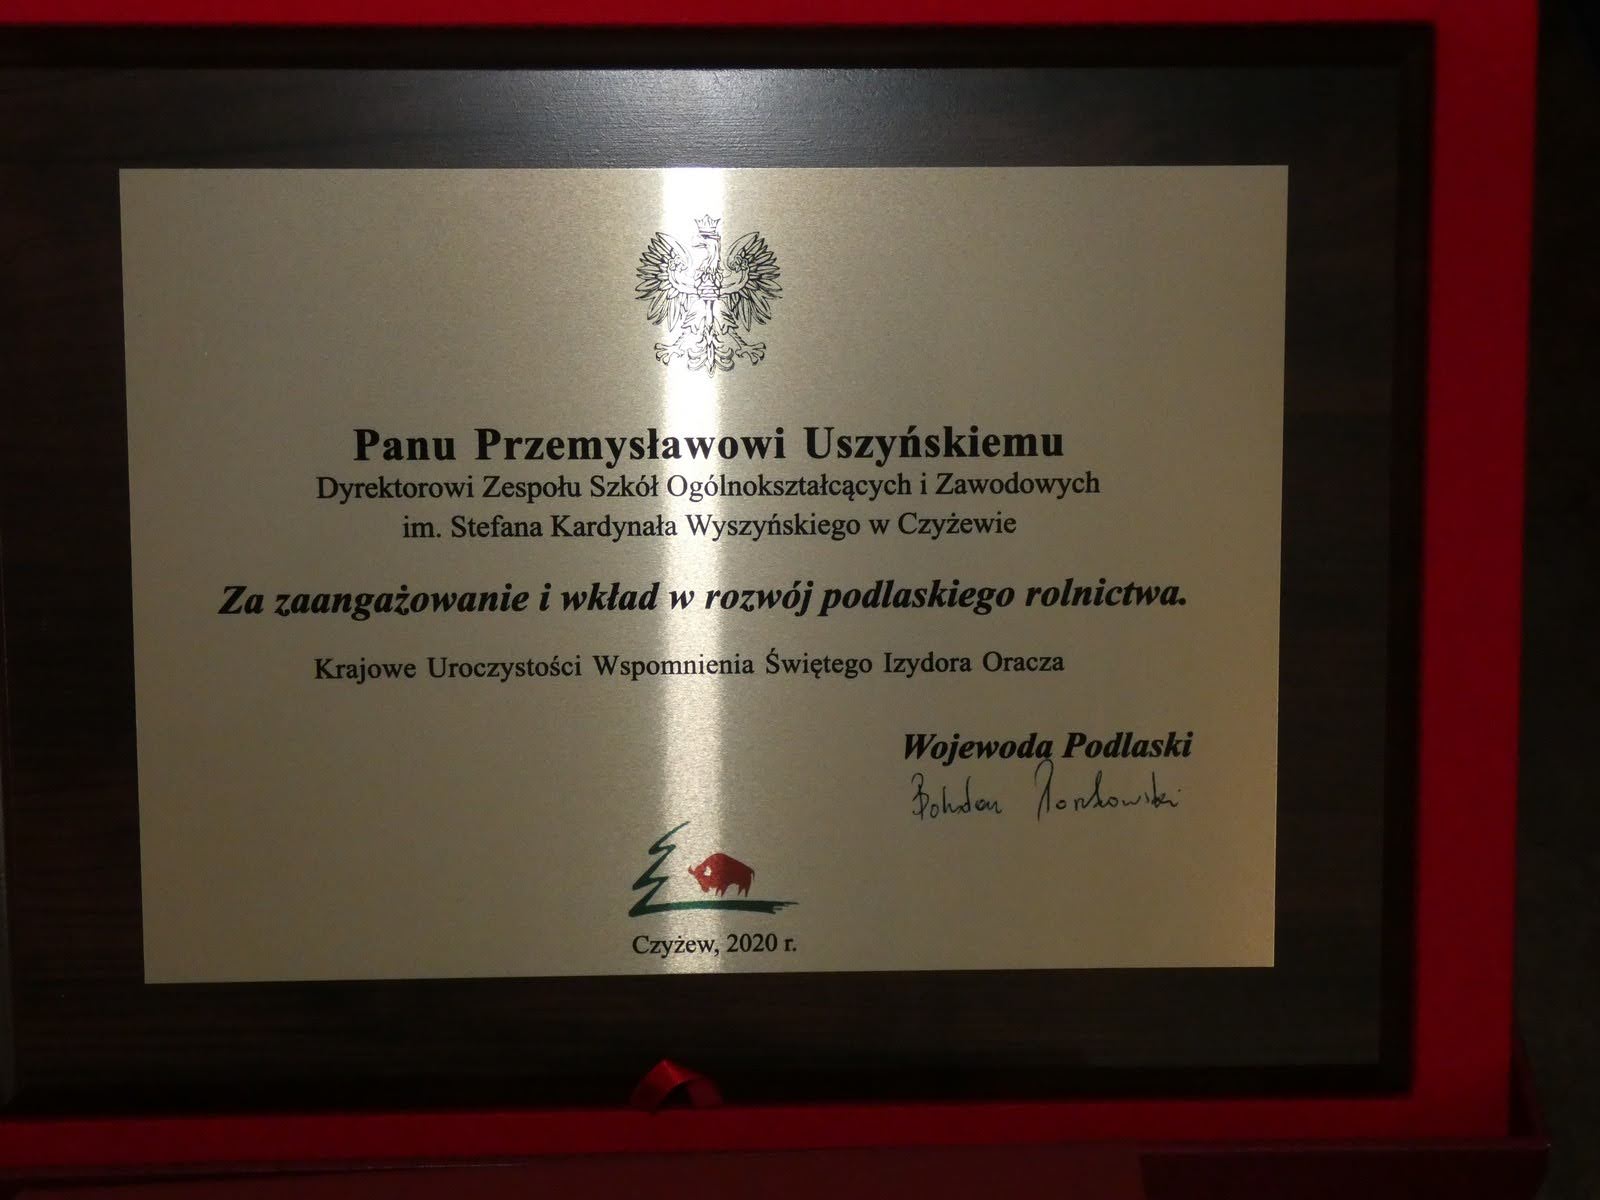 Panu Przemysławowi Uszyńskiemu
Dyrektorowi Zespołu Szkół Ogólnokształcących i Zawodowych
im. Stefana Kardynała Wyszyńskiego w Czyżewie
Za zaangażowanie i wkład w rozwój podlaskiego rolnictwa.
Krajowe Uroczystości Wspomnienia Świętego Izydora Oracza
Wojewoda Podlaski
Bohdan
Czyżew, 2020 r.